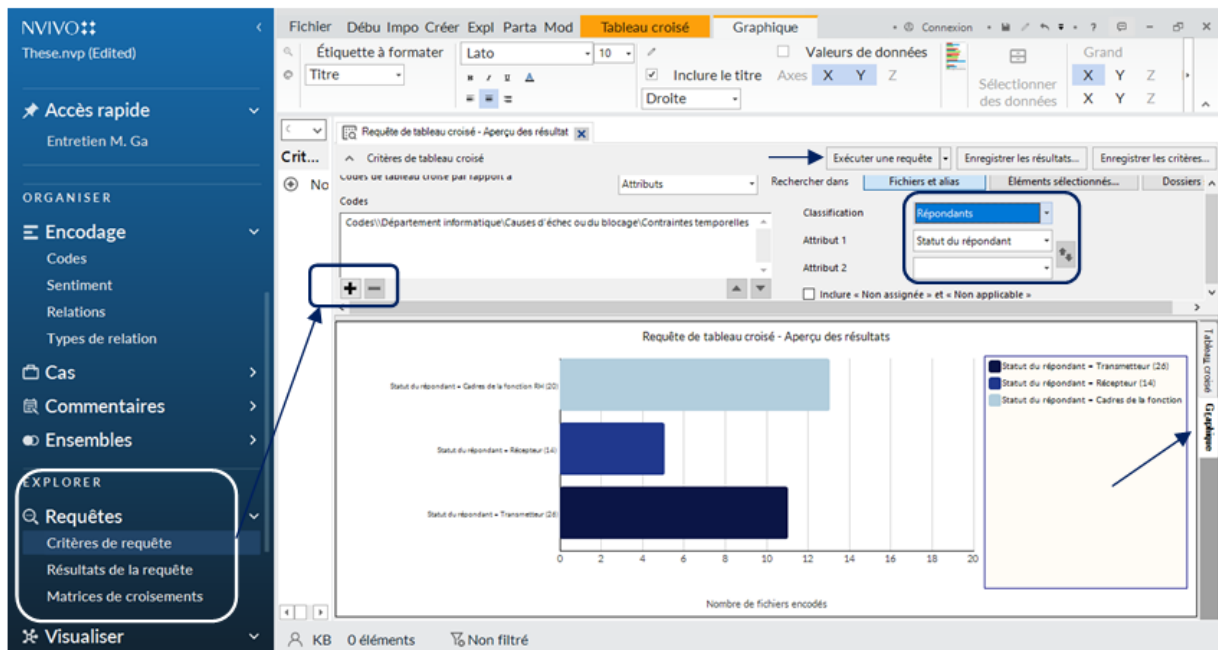 NVIVO
These.nvp (Edited)
Accès rapide
Entretien M. Ga
ORGANISER
Encodage
Codes
Sentiment
Relations
Types de relation
Cas
Commentaires
Ensembles
EXPLORER
Requêtes
Critères de requête
Résultats de la requête
Matrices de croisements
Visualiser
Fichier Débu Impo Créer Expl Parta Mod Tableau croisé Graphique Connexion ?
Étiquette à formater Lato 10 Valeurs de données Grand
Titre Inclure le titre Axes X Y Z Sélectionner X Y Z
Droite des données X Y Z
Requête de tableau croisé - Aperçu des résultat
Crit... Critères de tableau croisé Exécuter une requête Enregistrer les résultats... Enregistrer les critères...
No Codes de tableau croisé par rapport à Attributs Rechercher dans Fichiers et alias Éléments sélectionnés... Dossiers
Codes
Codes\\Département informatique\Causes d'échec ou du blocage\Contraintes temporelles
Classification Répondants
Attribut 1 Statut du répondant
Attribut 2
Inclure « Non assignée » et « Non applicable »
Requête de tableau croisé - Aperçu des résultats
Statut du répondant = Cadres de la fonction RH (20)
Statut du répondant = Récepteur (14)
Statut du répondant = Transmetteur (26)
0 2 4 6 8 10 12 14 16 18 20
Nombre de fichiers encodés
Statut du répondant = Transmetteur (26)
Statut du répondant = Récepteur (14)
Statut du répondant = Cadres de la fonction
Tableau croisé
Graphique
KB 0 éléments Non filtré